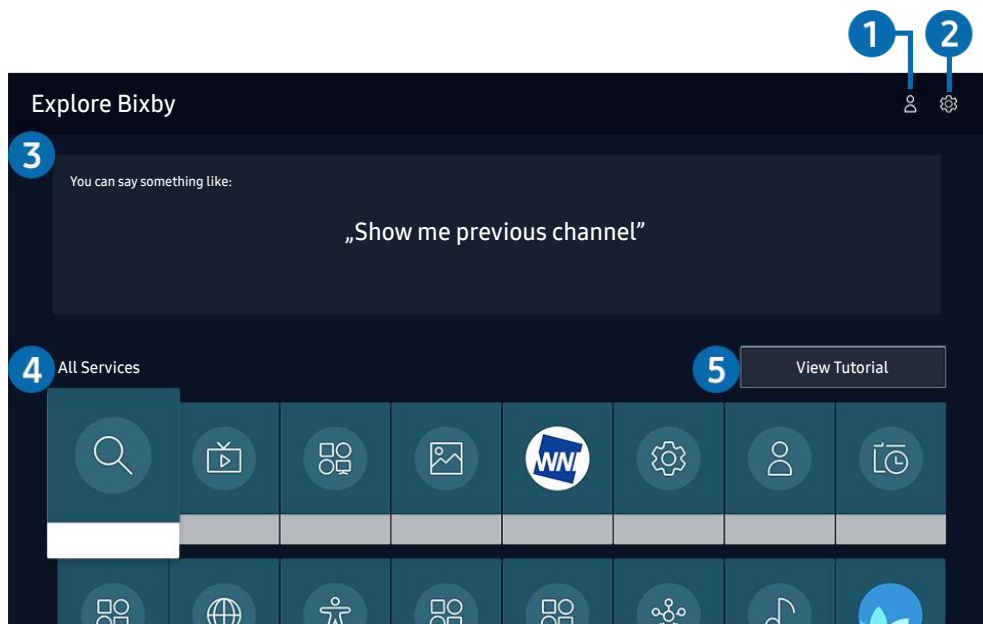 1
2
Explore Bixby
3
You can say something like:
„Show me previous channel”
4
All Services
5
View Tutorial
WNI